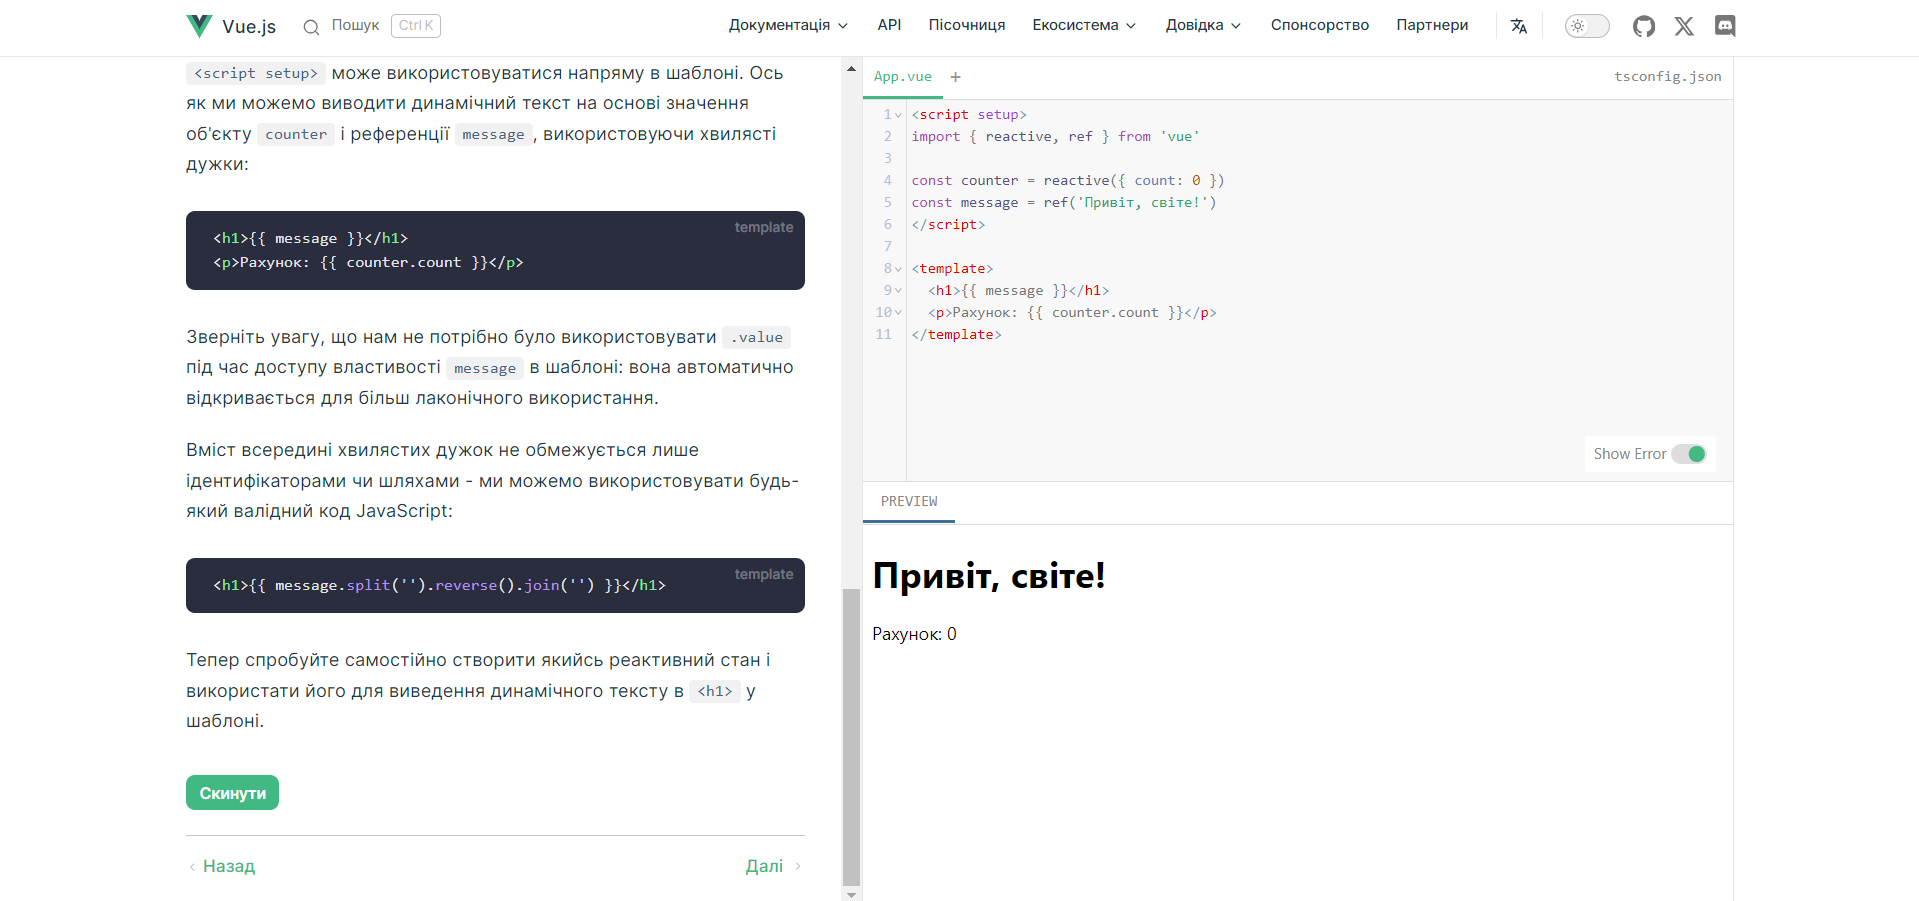 Vue.js
Пошук
Ctrl K
Документація
API
Пісочниця
Екосистема
Довідка
Спонсорство
Партнери
<script setup> може використовуватися напряму в шаблоні. Ось
як ми можемо виводити динамічний текст на основі значення
об'єкту counter і референції message, використовуючи хвилясті
дужки:
template
<h1>{{ message }}</h1>
<p>Рахунок: {{ counter.count }}</p>
Зверніть увагу, що нам не потрібно було використовувати .value
під час доступу властивості message в шаблоні: вона автоматично
відкривається для більш лаконічного використання.
Вміст всередині хвилястих дужок не обмежується лише
ідентифікаторами чи шляхами - ми можемо використовувати будь-
який валідний код JavaScript:
template
<h1>{{ message.split('').reverse().join('') }}</h1>
Тепер спробуйте самостійно створити якийсь реактивний стан і
використати його для виведення динамічного тексту в <h1> у
шаблоні.
Скинути
Назад
Далі
App.vue +
tsconfig.json
1 <script setup>
2 import { reactive, ref } from 'vue'
3
4 const counter = reactive({ count: 0 })
5 const message = ref('Привіт, світе!')
6 </script>
7
8 <template>
9 <h1>{{ message }}</h1>
10 <p>Рахунок: {{ counter.count }}</p>
11 </template>
Show Error
PREVIEW
Привіт, світе!
Рахунок: 0